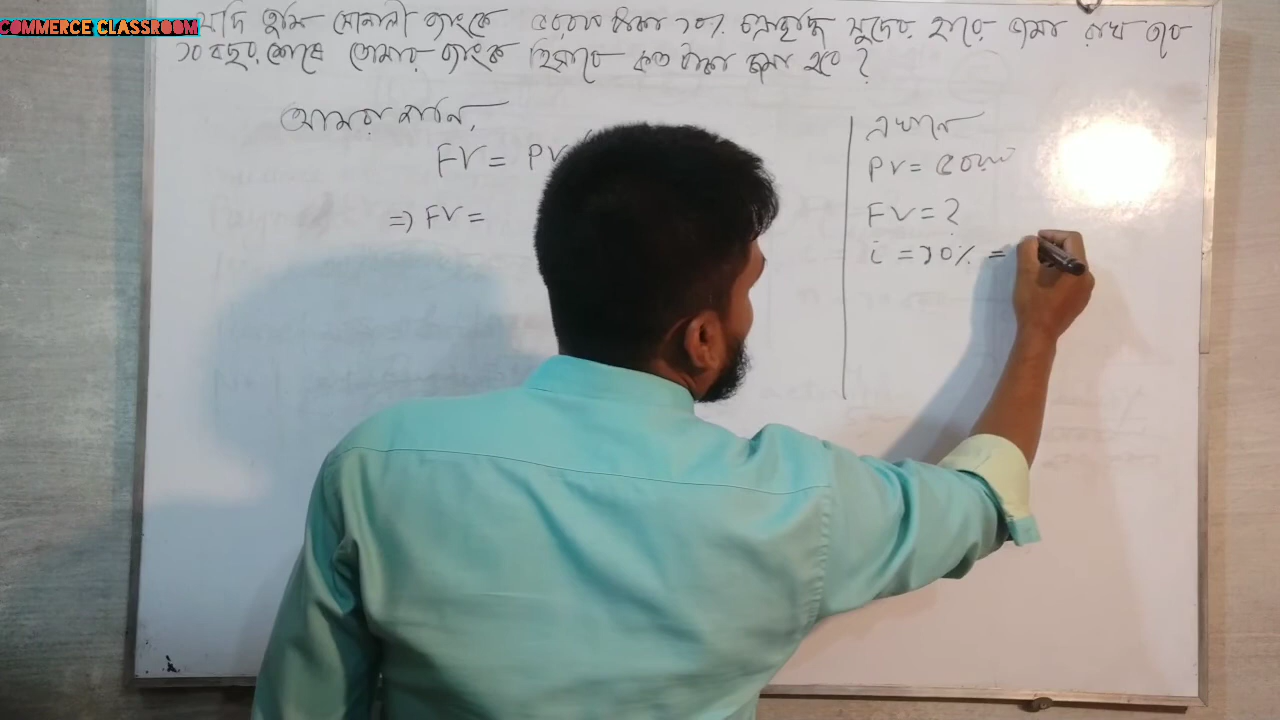 COMMERCE CLASSROOM
যদি তুমি সোনালী ব্যাংকে ৫০০০ টাকা ১০% চক্রবৃদ্ধি সুদের হারে জমা রাখ তবে
১০ বছর শেষে তোমার ব্যাংক হিসাবে কত টাকা জমা হবে ?
আমরা জানি,
FV = PV
=> FV =
এখানে
PV = ৫০০০
FV = ?
i = ১০% =